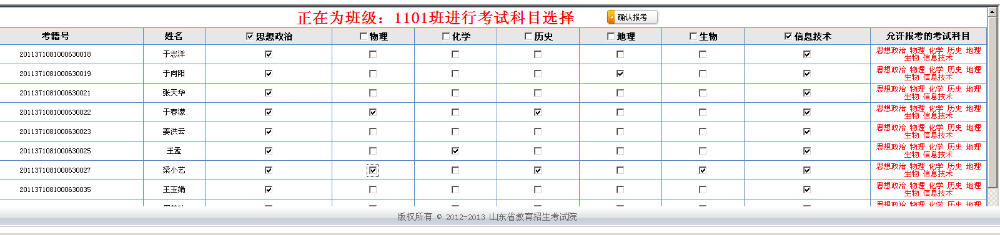 正在为班级：1101班进行考试科目选择 确认报考
考籍号 姓名 思想政治 物理 化学 历史 地理 生物 信息技术 允许报考的考试科目
2011371081000630018 于志洋 思想政治 物理 化学 历史 地理
生物 信息技术
2011371081000630019 于向阳 思想政治 物理 化学 历史 地理
生物 信息技术
2011371081000630021 张天华 思想政治 物理 化学 历史 地理
生物 信息技术
2011371081000630022 于春濛 思想政治 物理 化学 历史 地理
生物 信息技术
2011371081000630023 姜洪云 思想政治 物理 化学 历史 地理
生物 信息技术
2011371081000630025 王孟 思想政治 物理 化学 历史 地理
生物 信息技术
2011371081000630027 梁小艺 思想政治 物理 化学 历史 地理
生物 信息技术
2011371081000630035 王玉娟 思想政治 物理 化学 历史 地理
生物 信息技术
思想政治 物理 化学 历史 地理
版权所有 © 2012-2013 山东省教育招生考试院